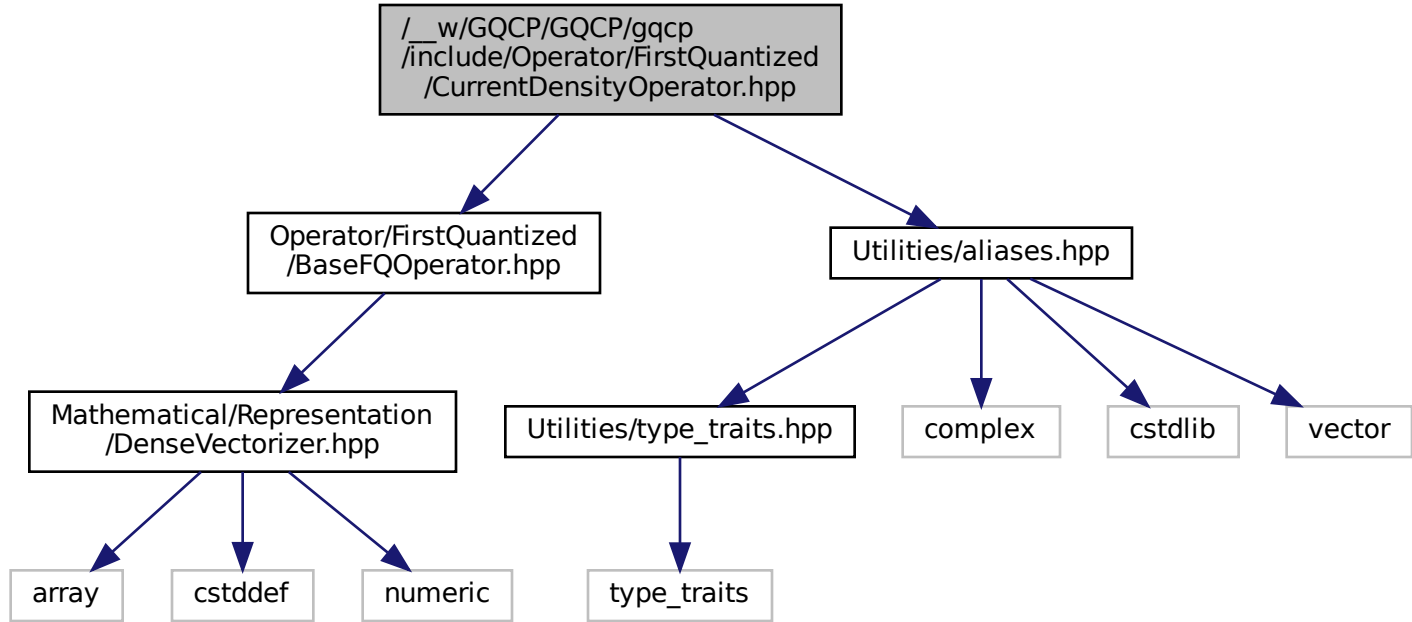 /__w/GQCP/GQCP/gqcp
/include/Operator/FirstQuantized
/CurrentDensityOperator.hpp
Operator/FirstQuantized
/BaseFQOperator.hpp
Utilities/aliases.hpp
Mathematical/Representation
/DenseVectorizer.hpp
Utilities/type_traits.hpp
complex
cstdlib
vector
array
cstddef
numeric
type_traits